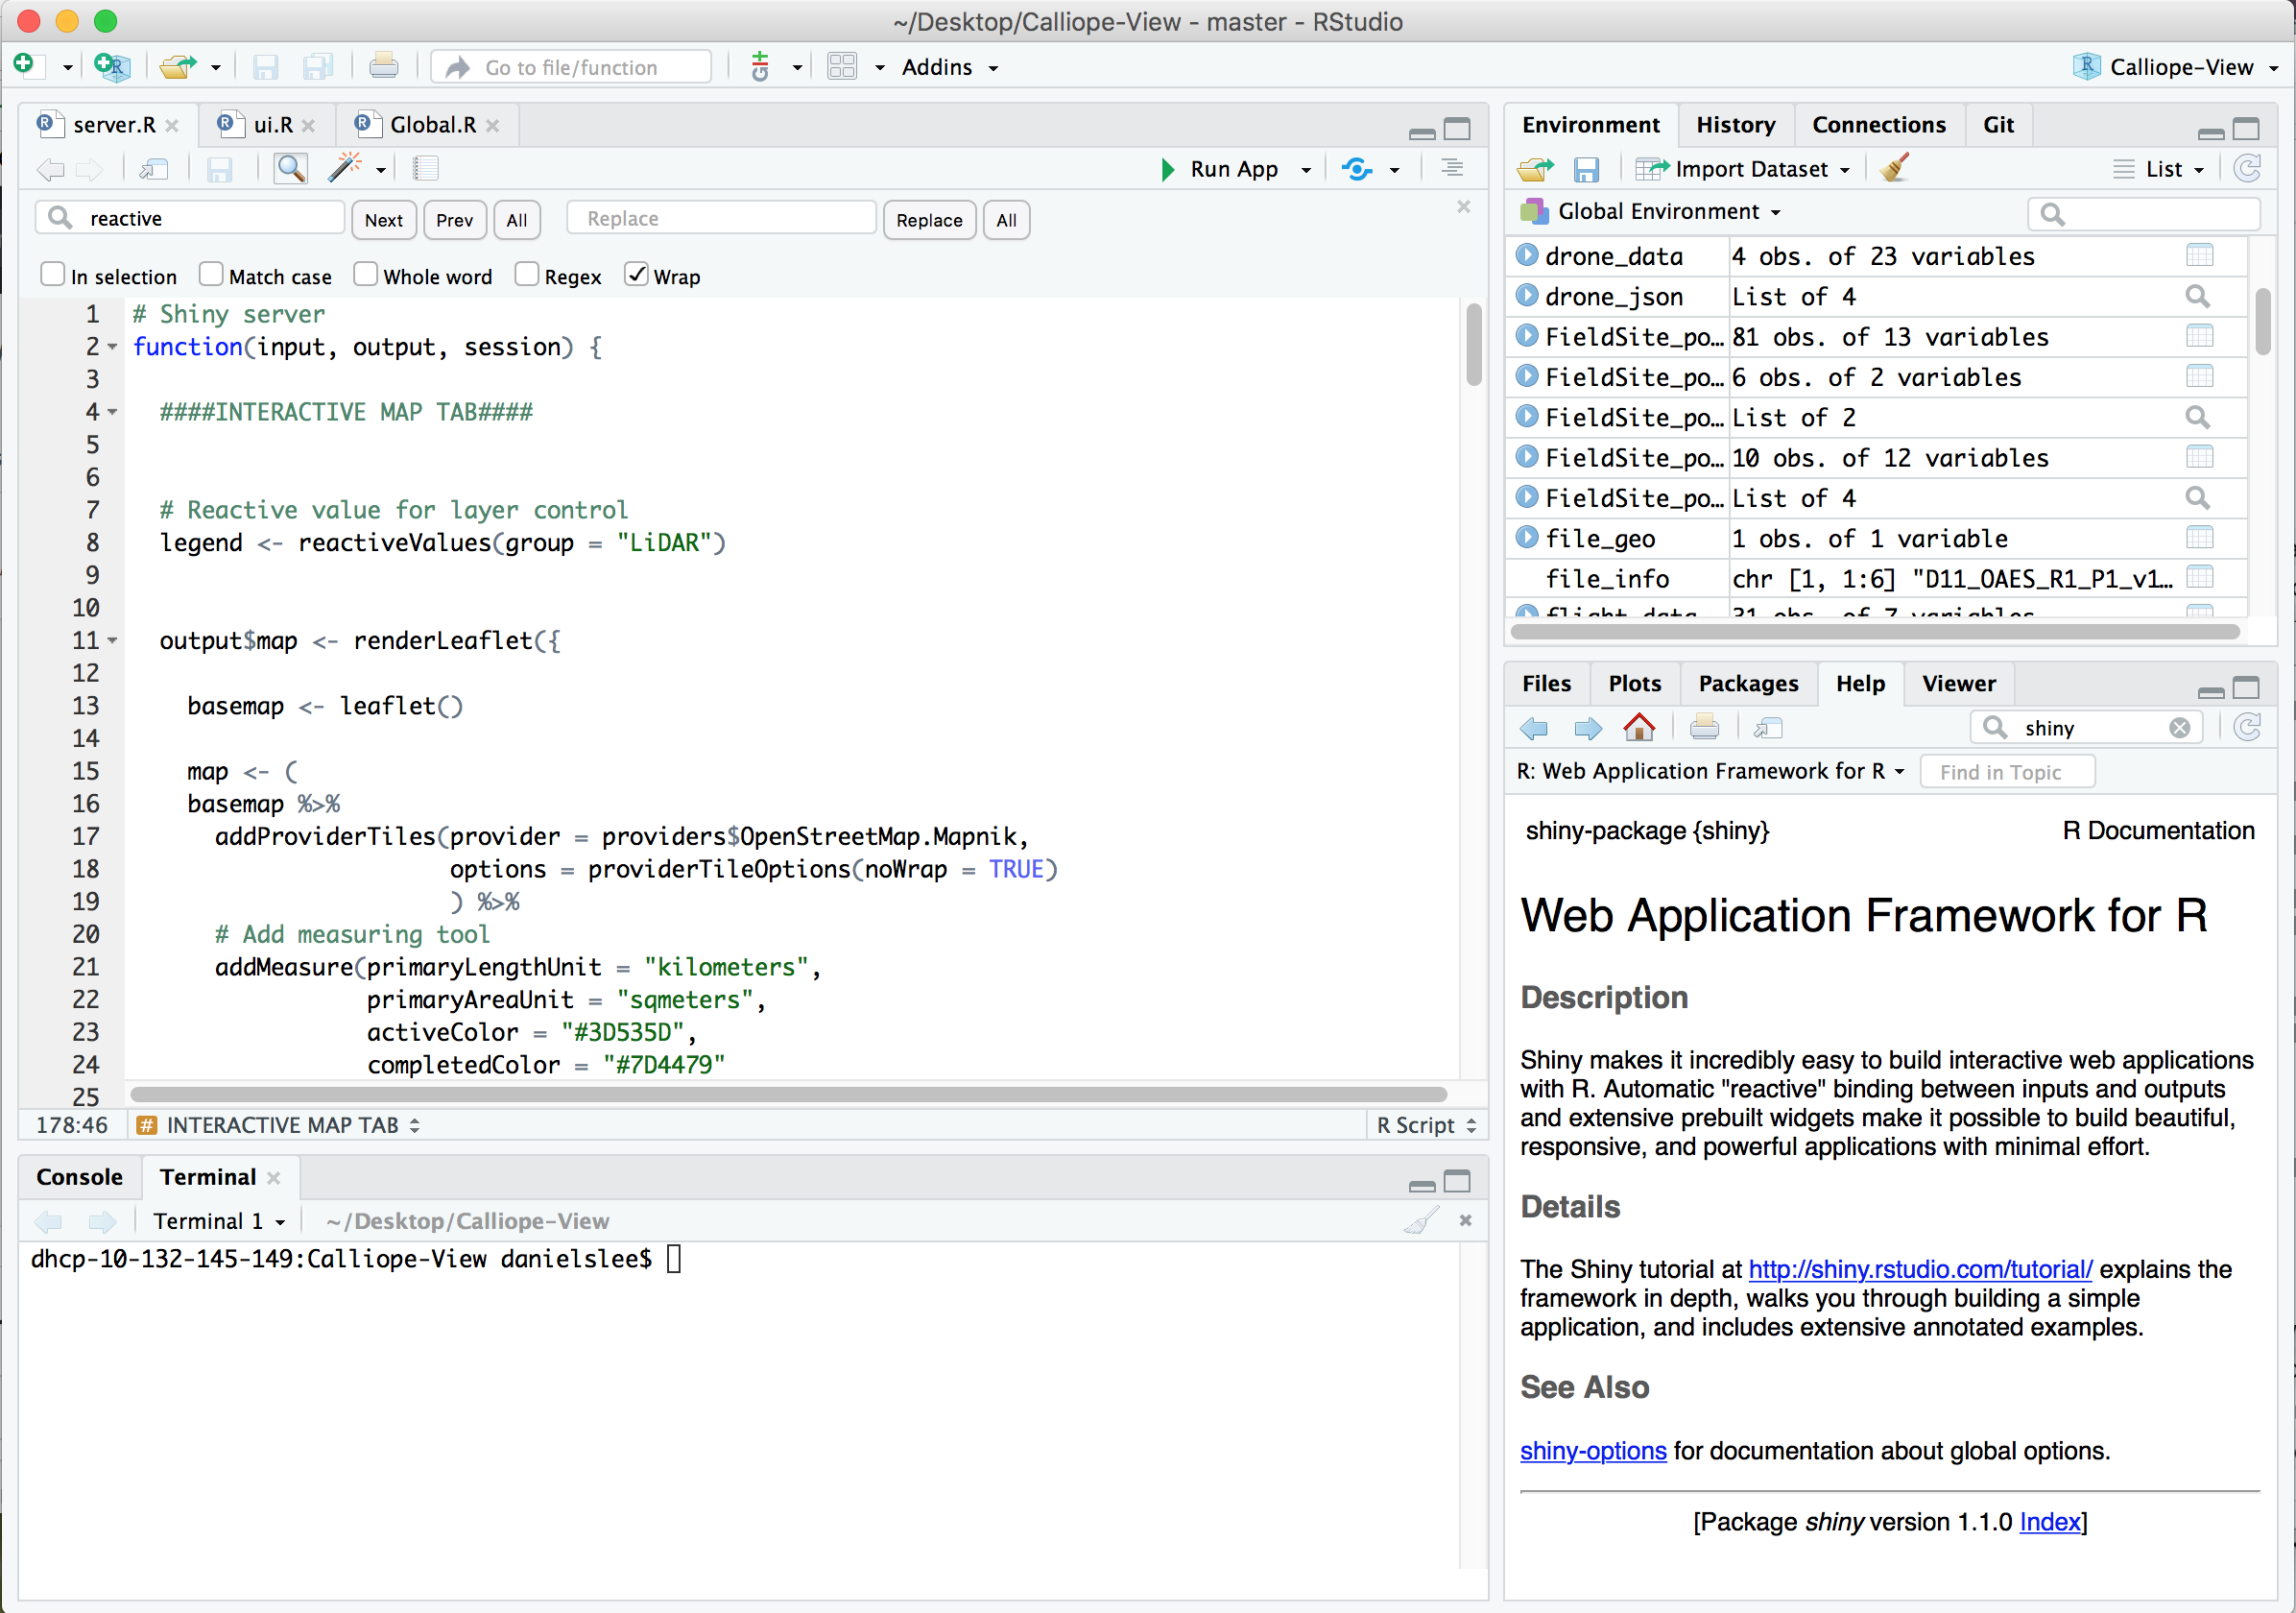 ~/Desktop/Calliope-View - master - RStudio
Go to file/function
Addins
Calliope-View
server.R
ui.R
Global.R
Run App
reactive
Next
Prev
All
Replace
Replace
All
In selection
Match case
Whole word
Regex
Wrap
1 # Shiny server
2 function(input, output, session) {
3
4 ####INTERACTIVE MAP TAB####
5
6
7 # Reactive value for layer control
8 legend <- reactiveValues(group = "LiDAR")
9
10
11 output$map <- renderLeaflet({
12
13 basemap <- leaflet()
14
15 map <- (
16 basemap %>%
17 addProviderTiles(provider = providers$OpenStreetMap.Mapnik,
18 options = providerTileOptions(noWrap = TRUE)
19 ) %>%
20 # Add measuring tool
21 addMeasure(primaryLengthUnit = "kilometers",
22 primaryAreaUnit = "sqmeters",
23 activeColor = "#3D535D",
24 completedColor = "#7D4479"
25
178:46
# INTERACTIVE MAP TAB
R Script
Console
Terminal
Terminal 1
~/Desktop/Calliope-View
dhcp-10-132-145-149:Calliope-View danielslee$
Environment
History
Connections
Git
Import Dataset
List
Global Environment
drone_data 4 obs. of 23 variables
drone_json List of 4
FieldSite_po… 81 obs. of 13 variables
FieldSite_po… 6 obs. of 2 variables
FieldSite_po… List of 2
FieldSite_po… 10 obs. of 12 variables
FieldSite_po… List of 4
file_geo 1 obs. of 1 variable
file_info chr [1, 1:6] "D11_OAES_R1_P1_v1…
flight_data 31 obs. of 7 variables
Files
Plots
Packages
Help
Viewer
shiny
R: Web Application Framework for R
Find in Topic
shiny-package {shiny}
R Documentation
Web Application Framework for R
Description
Shiny makes it incredibly easy to build interactive web applications
with R. Automatic "reactive" binding between inputs and outputs
and extensive prebuilt widgets make it possible to build beautiful,
responsive, and powerful applications with minimal effort.
Details
The Shiny tutorial at http://shiny.rstudio.com/tutorial/ explains the
framework in depth, walks you through building a simple
application, and includes extensive annotated examples.
See Also
shiny-options for documentation about global options.
[Package shiny version 1.1.0 Index]